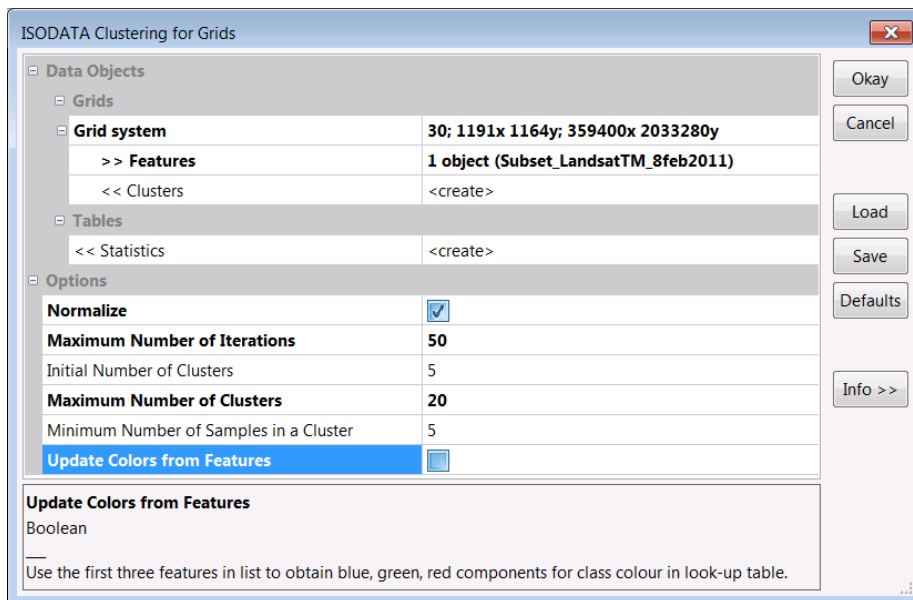 ISODATA Clustering for Grids
Data Objects
Grids
Grid system 30; 1191x 1164y; 359400x 2033280y
>> Features 1 object (Subset_LandsatTM_8feb2011)
<< Clusters <create>
Tables
<< Statistics <create>
Options
Normalize
Maximum Number of Iterations 50
Initial Number of Clusters 5
Maximum Number of Clusters 20
Minimum Number of Samples in a Cluster 5
Update Colors from Features
Okay
Cancel
Load
Save
Defaults
Info >>
Update Colors from Features
Boolean
__
Use the first three features in list to obtain blue, green, red components for class colour in look-up table.